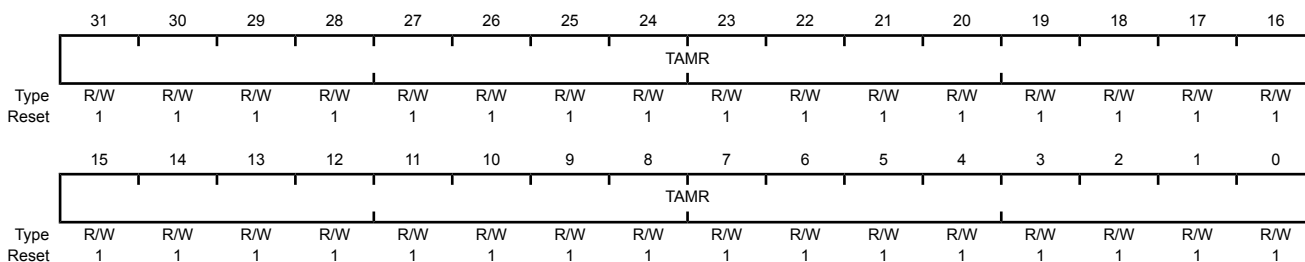 31 30 29 28 27 26 25 24 23 22 21 20 19 18 17 16
TAMR
Type R/W R/W R/W R/W R/W R/W R/W R/W R/W R/W R/W R/W R/W R/W R/W R/W
Reset 1 1 1 1 1 1 1 1 1 1 1 1 1 1 1 1
15 14 13 12 11 10 9 8 7 6 5 4 3 2 1 0
TAMR
Type R/W R/W R/W R/W R/W R/W R/W R/W R/W R/W R/W R/W R/W R/W R/W R/W
Reset 1 1 1 1 1 1 1 1 1 1 1 1 1 1 1 1